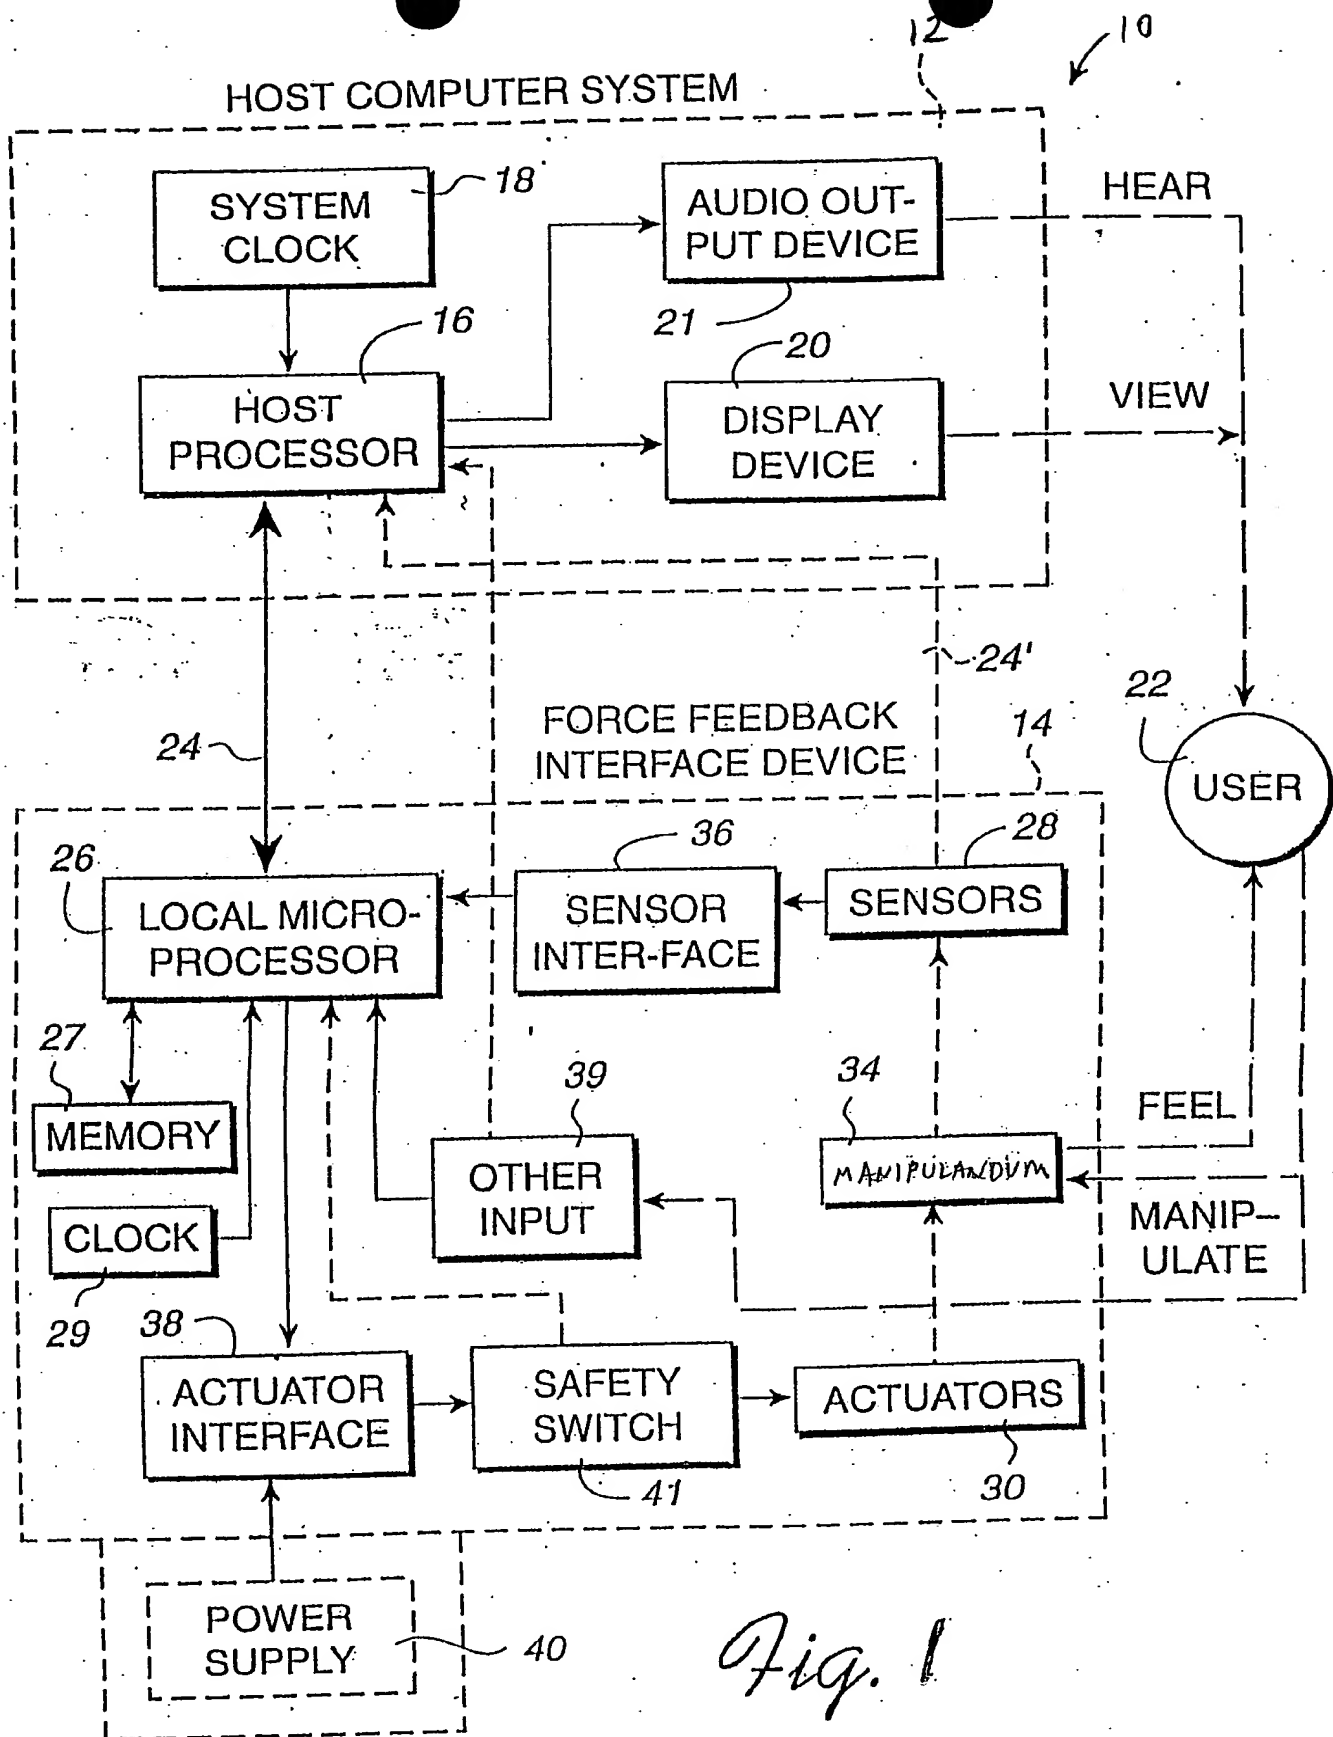 12
10
HOST COMPUTER SYSTEM
SYSTEM
CLOCK
18
AUDIO OUT-
PUT DEVICE
HEAR
21
16
20
HOST
PROCESSOR
DISPLAY
DEVICE
VIEW
24'
24
FORCE FEEDBACK
INTERFACE DEVICE
14
22
USER
26
LOCAL MICRO-
PROCESSOR
36
SENSOR
INTER-FACE
28
SENSORS
27
MEMORY
39
OTHER
INPUT
34
MANIPULANDUM
FEEL
MANIP-
ULATE
CLOCK
29
38
ACTUATOR
INTERFACE
SAFETY
SWITCH
41
ACTUATORS
30
POWER
SUPPLY
40
Fig. 1